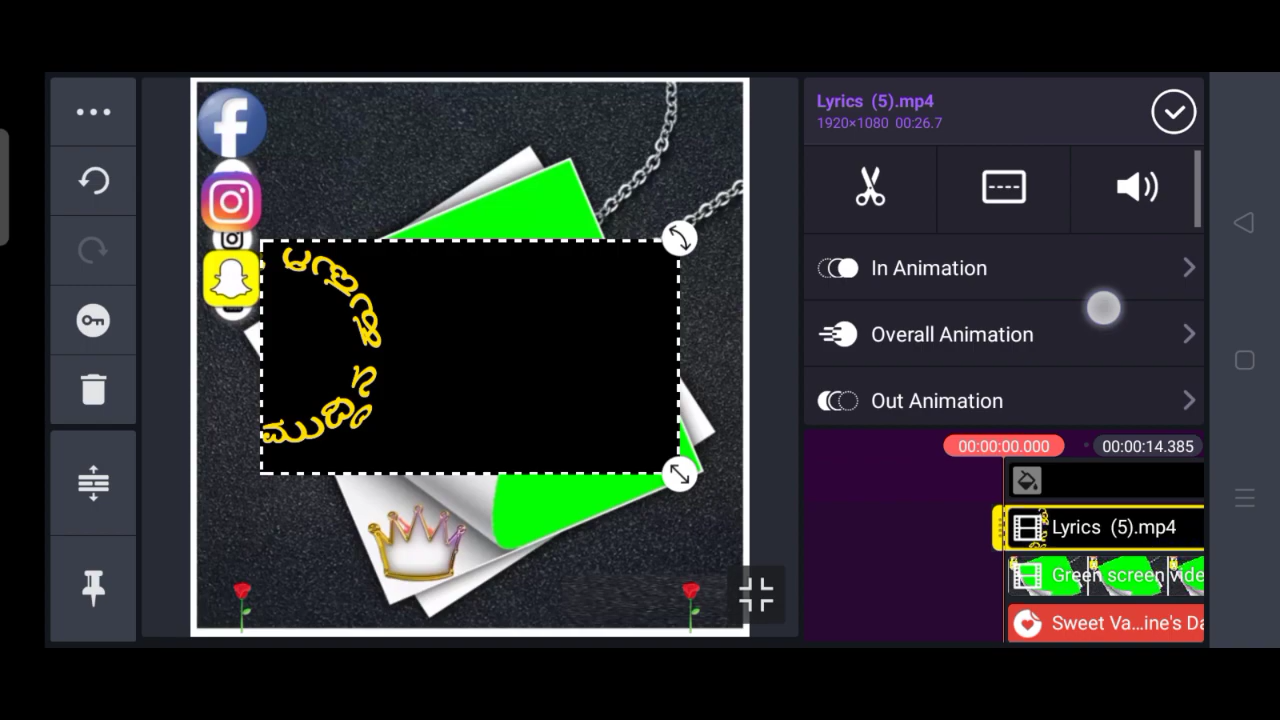 Lyrics (5).mp4
1920×1080 00:26.7
In Animation
Overall Animation
Out Animation
00:00:00.000
00:00:14.385
Lyrics (5).mp4
Green screen vide
Sweet Va...ine's Da